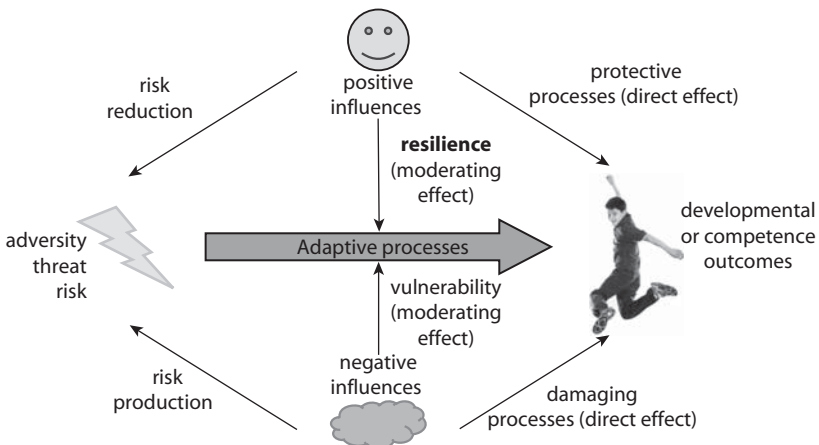 positive
influences
risk
reduction
protective
processes (direct effect)
resilience
(moderating
effect)
adversity
threat
risk
Adaptive processes
developmental
or competence
outcomes
vulnerability
(moderating
effect)
risk
production
negative
influences
damaging
processes (direct effect)